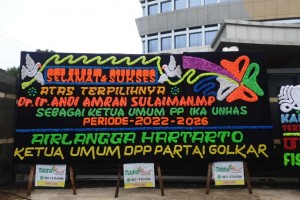 SELAMAT & SUKSES
ATAS TERPILIHNYA
Dr. Ir. ANDI AMRAN SULAIMAN, MP
SEBAGAI KETUA UMUM PP IKA UNHAS
PERIODE-2022-2026
AIRLANGGA HARTARTO
KETUA UMUM DPP PARTAI GOLKAR